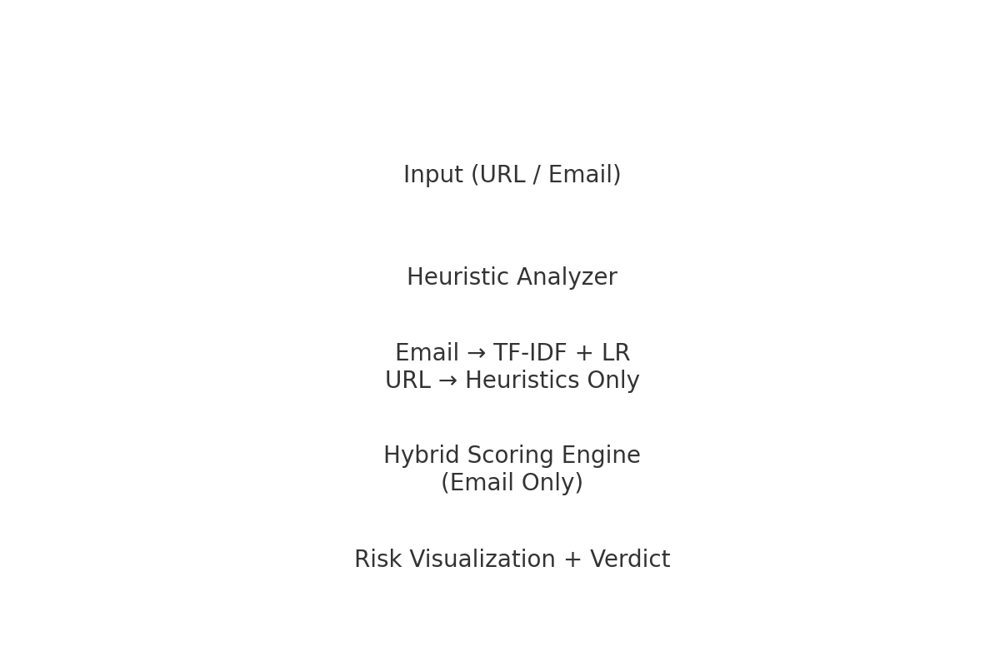 Input (URL / Email)
Heuristic Analyzer
Email → TF-IDF + LR
URL → Heuristics Only
Hybrid Scoring Engine
(Email Only)
Risk Visualization + Verdict